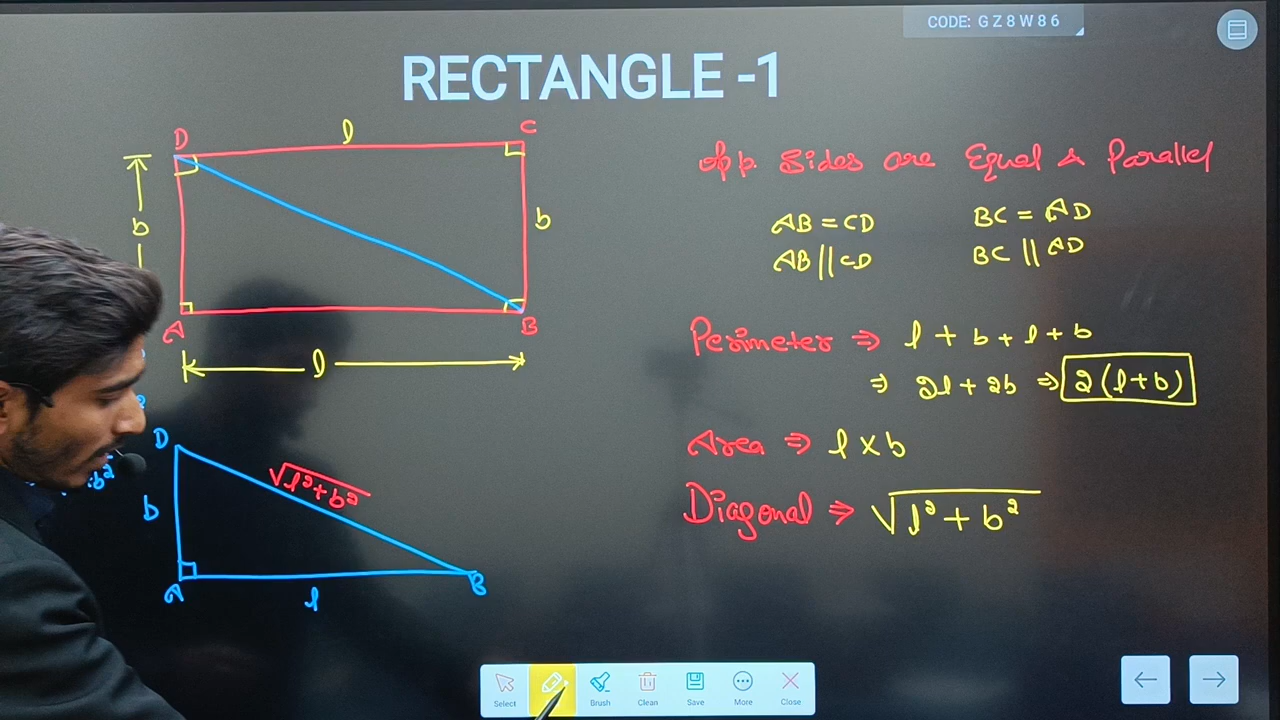 CODE: G Z 8 W 8 6
RECTANGLE -1
D
l
C
b
b
A
B
l
Opp. Sides are Equal & Parallel
AB = CD
BC = AD
AB || CD
BC || AD
Perimeter ⇒ l + b + l + b
⇒ 2l + 2b ⇒ 2(l+b)
Area ⇒ l × b
Diagonal ⇒ √l²+b²
D
√l²+b²
b
A
B
l
Select
Brush
Clean
Save
More
Close